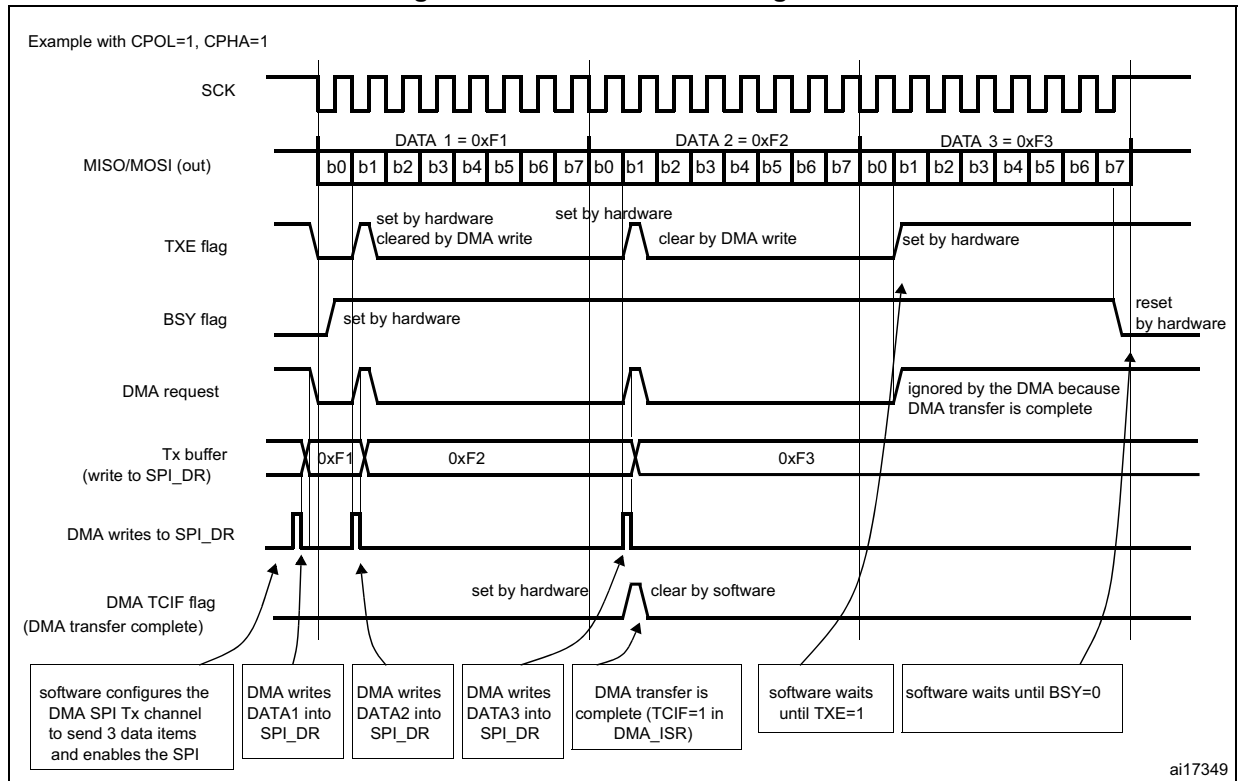 Example with CPOL=1, CPHA=1
SCK
DATA 1 = 0xF1
DATA 2 = 0xF2
DATA 3 = 0xF3
MISO/MOSI (out)
b0 b1 b2 b3 b4 b5 b6 b7 b0 b1 b2 b3 b4 b5 b6 b7 b0 b1 b2 b3 b4 b5 b6 b7
TXE flag
set by hardware
cleared by DMA write
set by hardware
clear by DMA write
set by hardware
BSY flag
set by hardware
reset
by hardware
DMA request
ignored by the DMA because
DMA transfer is complete
Tx buffer
(write to SPI_DR)
0xF1
0xF2
0xF3
DMA writes to SPI_DR
DMA TCIF flag
(DMA transfer complete)
set by hardware
clear by software
software configures the
DMA SPI Tx channel
to send 3 data items
and enables the SPI
DMA writes
DATA1 into
SPI_DR
DMA writes
DATA2 into
SPI_DR
DMA writes
DATA3 into
SPI_DR
DMA transfer is
complete (TCIF=1 in
DMA_ISR)
software waits
until TXE=1
software waits until BSY=0
ai17349